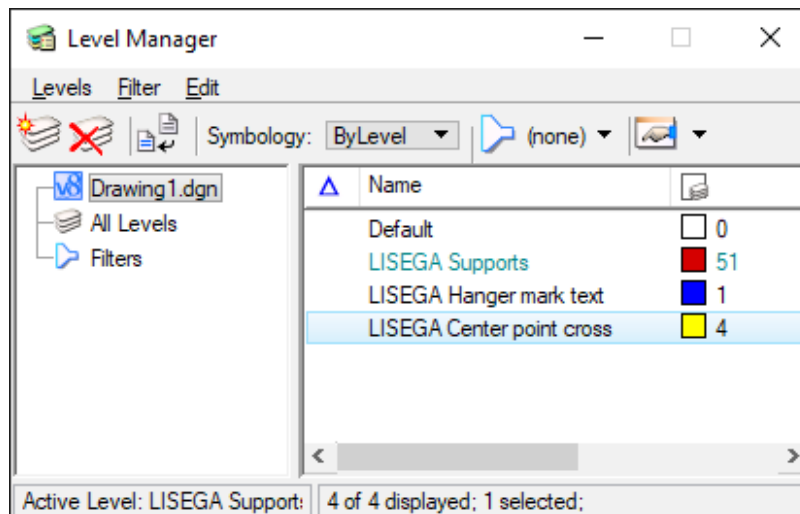 Level Manager
Levels Filter Edit
Symbology: ByLevel (none)
v8 Drawing1.dgn
All Levels
Filters
Name
Default 0
LISEGA Supports 51
LISEGA Hanger mark text 1
LISEGA Center point cross 4
Active Level: LISEGA Support 4 of 4 displayed; 1 selected;